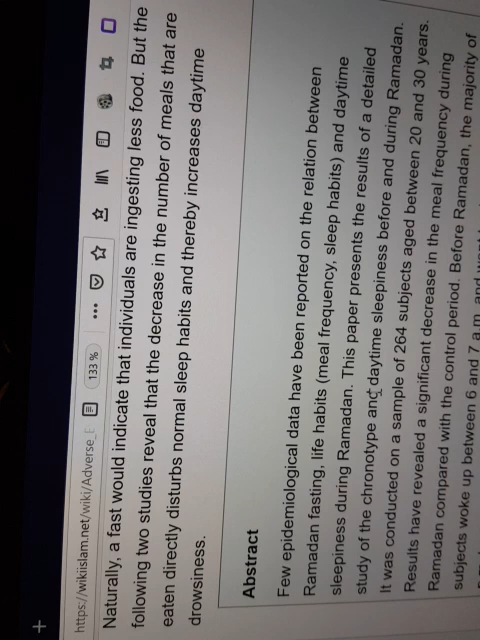 https://wikiislam.net/wiki/Adverse_E
133 %
Naturally, a fast would indicate that individuals are ingesting less food. But the
following two studies reveal that the decrease in the number of meals that are
eaten directly disturbs normal sleep habits and thereby increases daytime
drowsiness.
Abstract
Few epidemiological data have been reported on the relation between
Ramadan fasting, life habits (meal frequency, sleep habits) and daytime
sleepiness during Ramadan. This paper presents the results of a detailed
study of the chronotype and daytime sleepiness before and during Ramadan.
It was conducted on a sample of 264 subjects aged between 20 and 30 years.
Results have revealed a significant decrease in the meal frequency during
Ramadan compared with the control period. Before Ramadan, the majority of
subjects woke up between 6 and 7 a.m. and